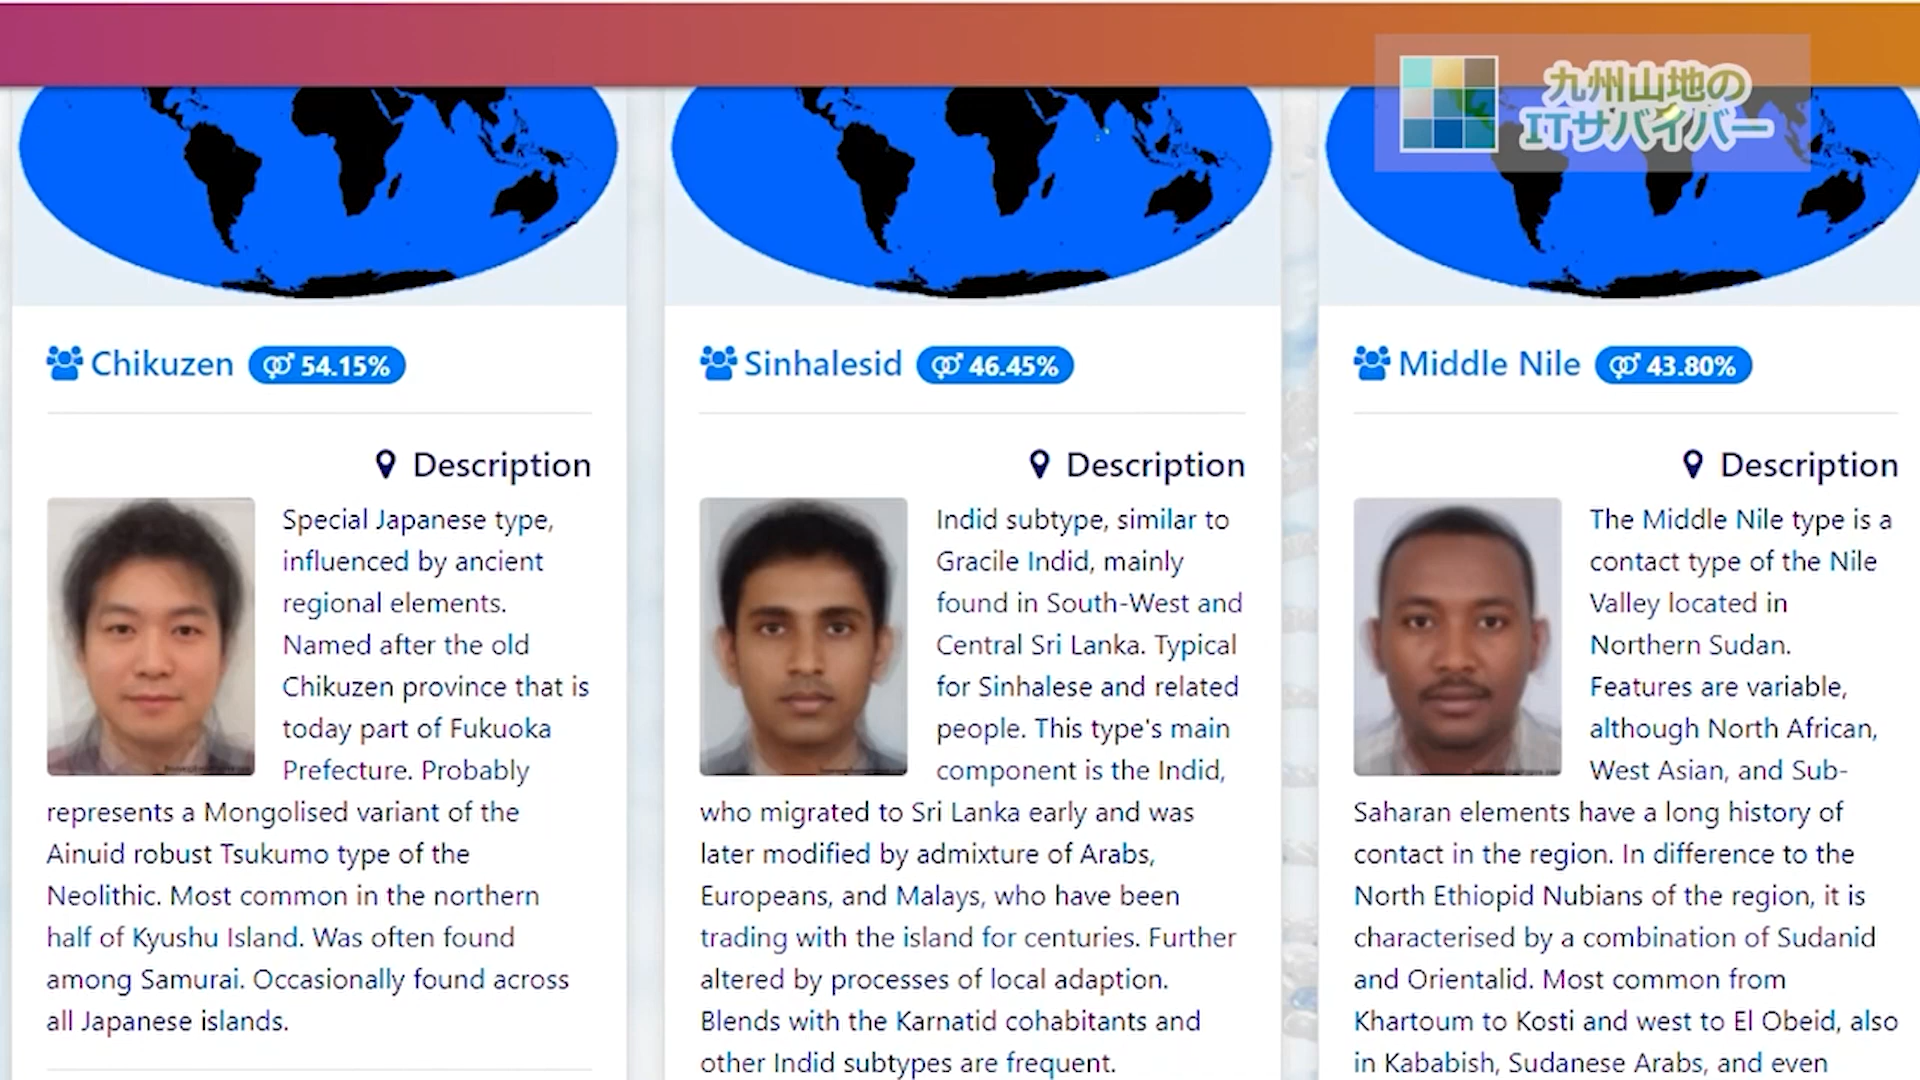 九州山地の
ITサバイバー
Chikuzen 54.15%
Description
Special Japanese type,
influenced by ancient
regional elements.
Named after the old
Chikuzen province that is
today part of Fukuoka
Prefecture. Probably
represents a Mongolised variant of the
Ainuid robust Tsukumo type of the
Neolithic. Most common in the northern
half of Kyushu Island. Was often found
among Samurai. Occasionally found across
all Japanese islands.
Sinhalesid 46.45%
Description
Indid subtype, similar to
Gracile Indid, mainly
found in South-West and
Central Sri Lanka. Typical
for Sinhalese and related
people. This type's main
component is the Indid,
who migrated to Sri Lanka early and was
later modified by admixture of Arabs,
Europeans, and Malays, who have been
trading with the island for centuries. Further
altered by processes of local adaption.
Blends with the Karnatid cohabitants and
other Indid subtypes are frequent.
Middle Nile 43.80%
Description
The Middle Nile type is a
contact type of the Nile
Valley located in
Northern Sudan.
Features are variable,
although North African,
West Asian, and Sub-
Saharan elements have a long history of
contact in the region. In difference to the
North Ethiopid Nubians of the region, it is
characterised by a combination of Sudanid
and Orientalid. Most common from
Khartoum to Kosti and west to El Obeid, also
in Kababish, Sudanese Arabs, and even